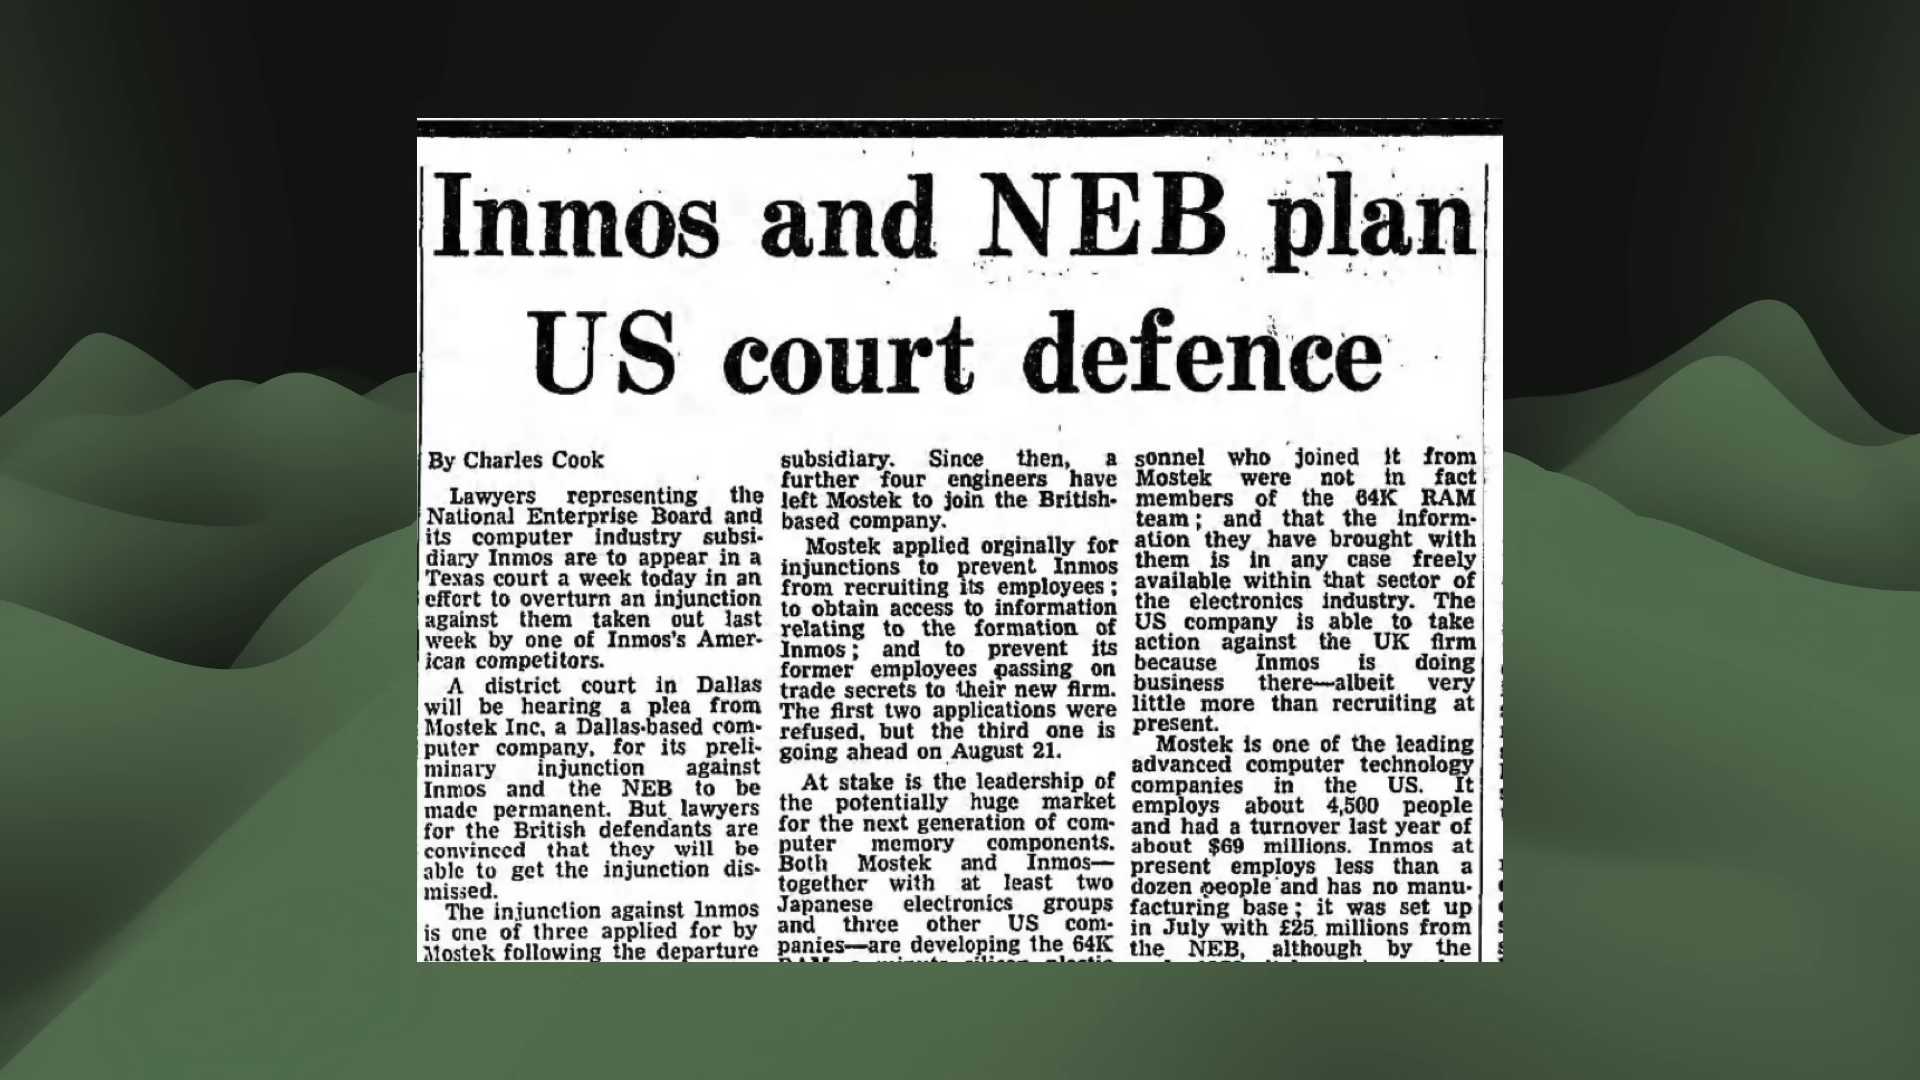 Inmos and NEB plan
US court defence
By Charles Cook
Lawyers representing the
National Enterprise Board and
its computer industry subsi-
diary Inmos are to appear in a
Texas court a week today in an
effort to overturn an injunction
against them taken out last
week by one of Inmos's Amer-
ican competitors.
A district court in Dallas
will be hearing a plea from
Mostek Inc, a Dallas-based com-
puter company, for its preli-
minary injunction against
Inmos and the NEB to be
made permanent. But lawyers
for the British defendants are
convinced that they will be
able to get the injunction dis-
missed.
The injunction against Inmos
is one of three applied for by
Mostek following the departure
subsidiary. Since then, a
further four engineers have
left Mostek to join the British-
based company.
Mostek applied orginally for
injunctions to prevent Inmos
from recruiting its employees;
to obtain access to information
relating to the formation of
Inmos; and to prevent its
former employees passing on
trade secrets to their new firm.
The first two applications were
refused, but the third one is
going ahead on August 21.
At stake is the leadership of
the potentially huge market
for the next generation of com-
puter memory components.
Both Mostek and Inmos—
together with at least two
Japanese electronics groups
and three other US com-
panies—are developing the 64K
sonnel who joined it from
Mostek were not in fact
members of the 64K RAM
team; and that the inform-
ation they have brought with
them is in any case freely
available within that sector of
the electronics industry. The
US company is able to take
action against the UK firm
because Inmos is doing
business there—albeit very
little more than recruiting at
present.
Mostek is one of the leading
advanced computer technology
companies in the US. It
employs about 4,500 people
and had a turnover last year of
about $69 millions. Inmos at
present employs less than a
dozen people and has no manu-
facturing base; it was set up
in July with £25 millions from
the NEB, although by the